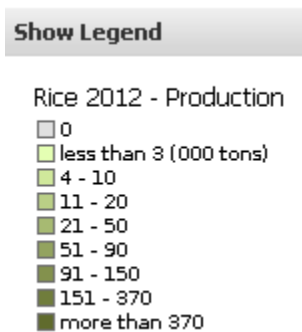 Show Legend
Rice 2012 - Production
0
less than 3 (000 tons)
4 - 10
11 - 20
21 - 50
51 - 90
91 - 150
151 - 370
more than 370